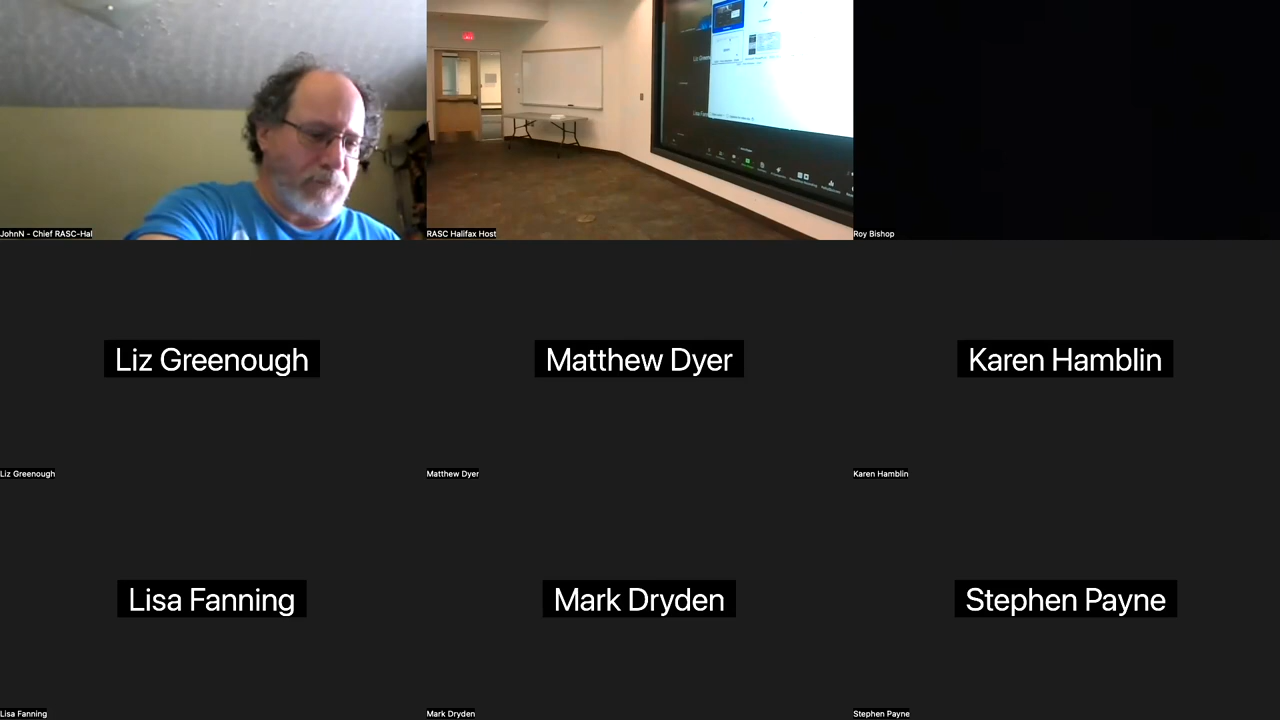 JohnN - Chief RASC-Hal
RASC Halifax Host
Roy Bishop
Liz Greenough
Matthew Dyer
Karen Hamblin
Liz Greenough
Matthew Dyer
Karen Hamblin
Lisa Fanning
Mark Dryden
Stephen Payne
Lisa Fanning
Mark Dryden
Stephen Payne